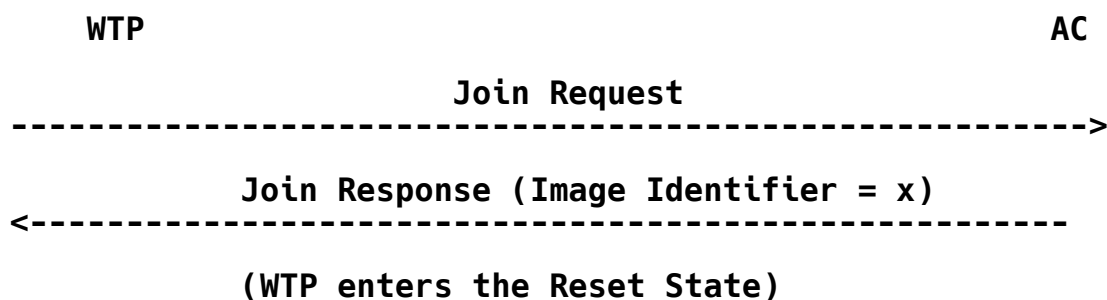 WTP AC
Join Request
-------------------------------------------------------->
Join Response (Image Identifier = x)
<------------------------------------------------------
(WTP enters the Reset State)